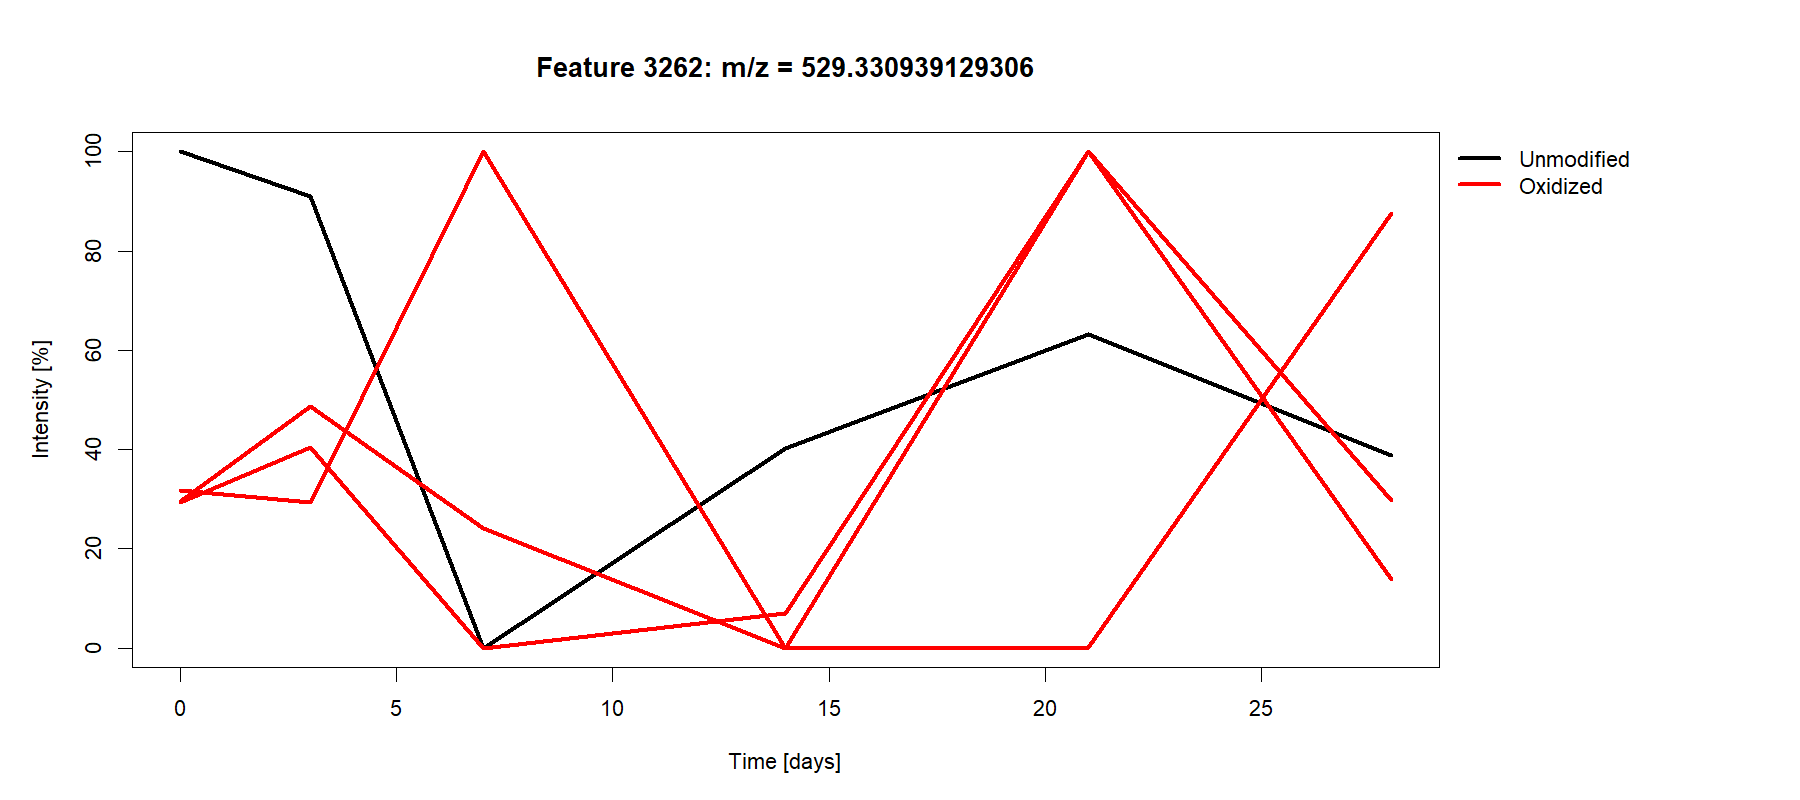 Feature 3262: m/z = 529.330939129306
Unmodified
Oxidized
Intensity [%]
100
80
60
40
20
0
0 5 10 15 20 25
Time [days]